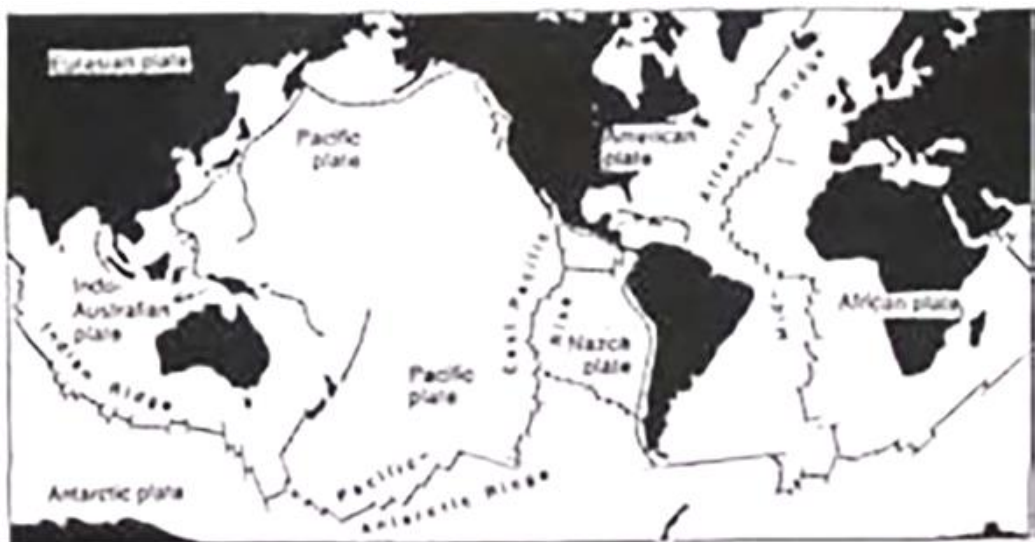 Eurasian plate
Pacific plate
American plate
Atlantic Ridge
Mid
Indo-
Australian
plate
Indian Ridge
East Pacific
Rise
Nazca
plate
African plate
Pacific
plate
Pacific-
Antarctic Ridge
Antarctic plate